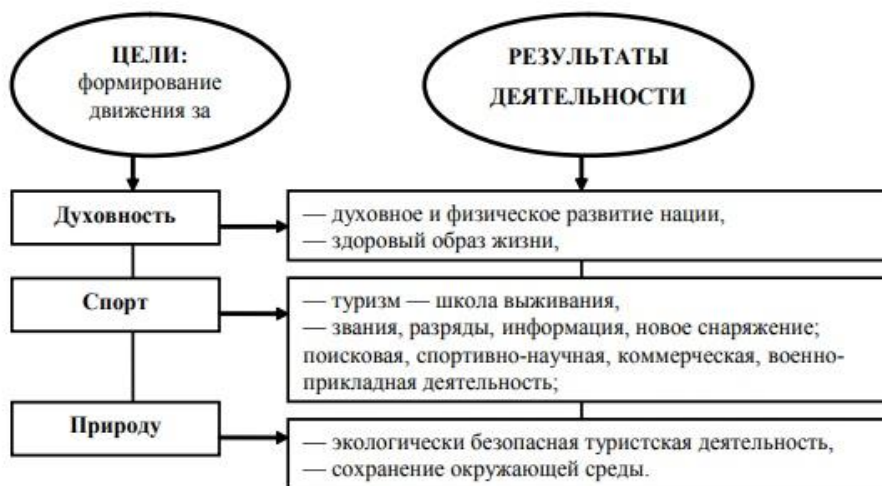 ЦЕЛИ:
формирование
движения за
РЕЗУЛЬТАТЫ
ДЕЯТЕЛЬНОСТИ
Духовность
— духовное и физическое развитие нации,
— здоровый образ жизни,
Спорт
— туризм — школа выживания,
— звания, разряды, информация, новое снаряжение;
поисковая, спортивно-научная, коммерческая, военно-
прикладная деятельность;
Природу
— экологически безопасная туристская деятельность,
— сохранение окружающей среды.